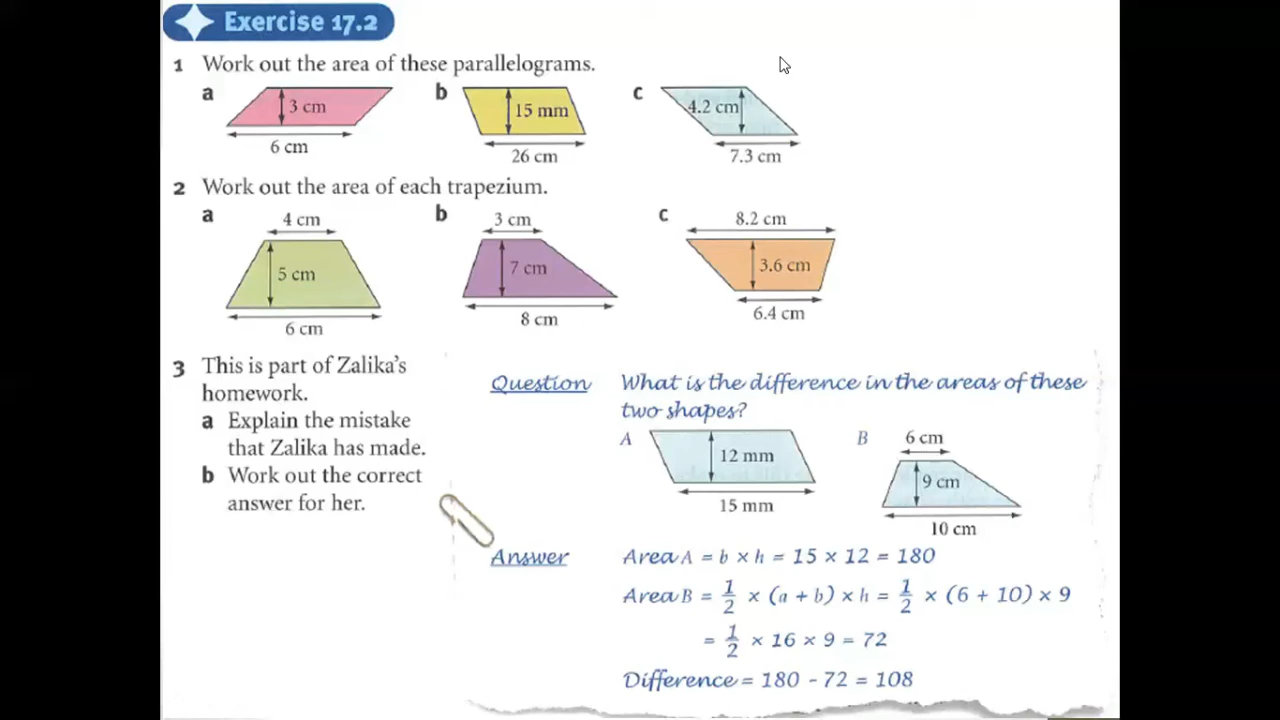 Exercise 17.2
1 Work out the area of these parallelograms.
a 3 cm 6 cm
b 15 mm 26 cm
c 4.2 cm 7.3 cm
2 Work out the area of each trapezium.
a 4 cm 5 cm 6 cm
b 3 cm 7 cm 8 cm
c 8.2 cm 3.6 cm 6.4 cm
3 This is part of Zalika's
homework.
a Explain the mistake
that Zalika has made.
b Work out the correct
answer for her.
Question What is the difference in the areas of these
two shapes?
A 12 mm 15 mm
B 6 cm 9 cm 10 cm
Answer Area A = b × h = 15 × 12 = 180
Area B = 1/2 × (a + b) × h = 1/2 × (6 + 10) × 9
= 1/2 × 16 × 9 = 72
Difference = 180 - 72 = 108